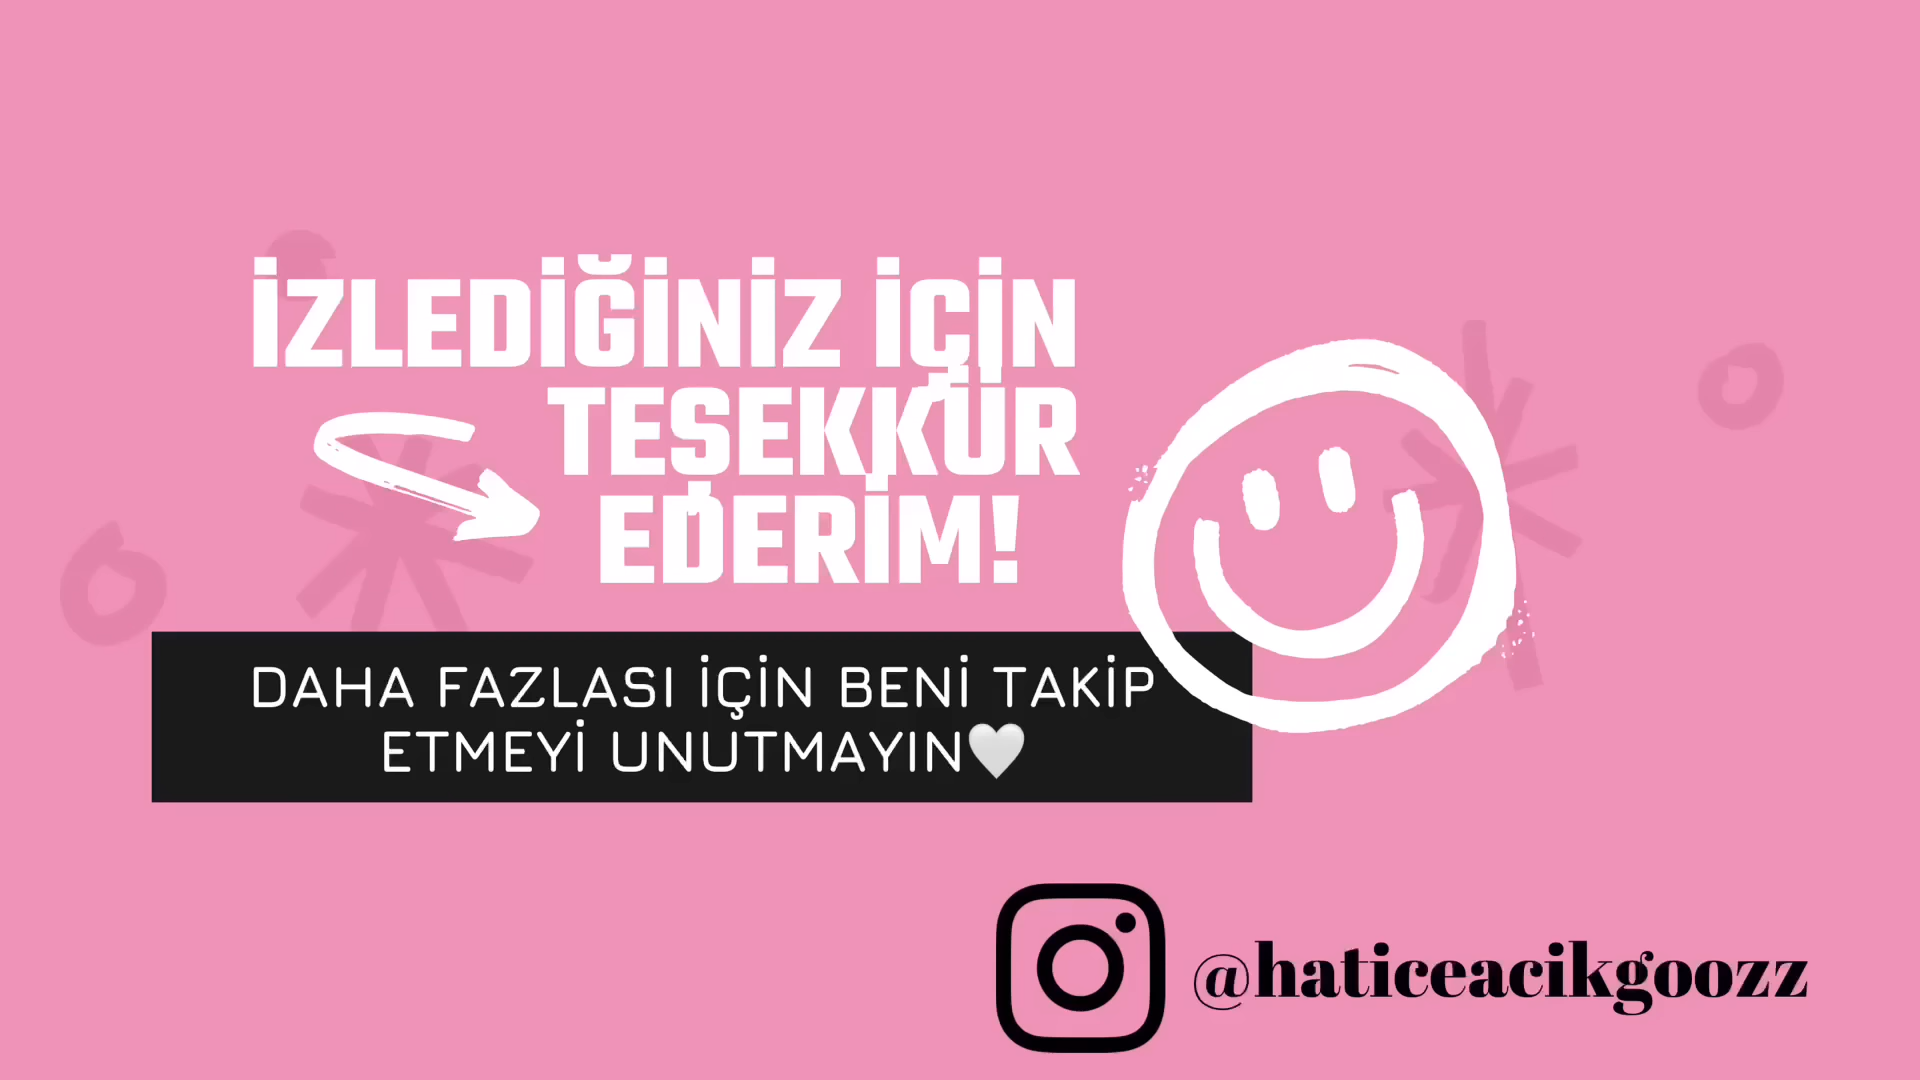 İZLEDİĞİNİZ İÇİN
TEŞEKKÜR
EDERİM!
DAHA FAZLASI İÇİN BENİ TAKİP
ETMEYİ UNUTMAYIN🤍
@haticeacikgoozz